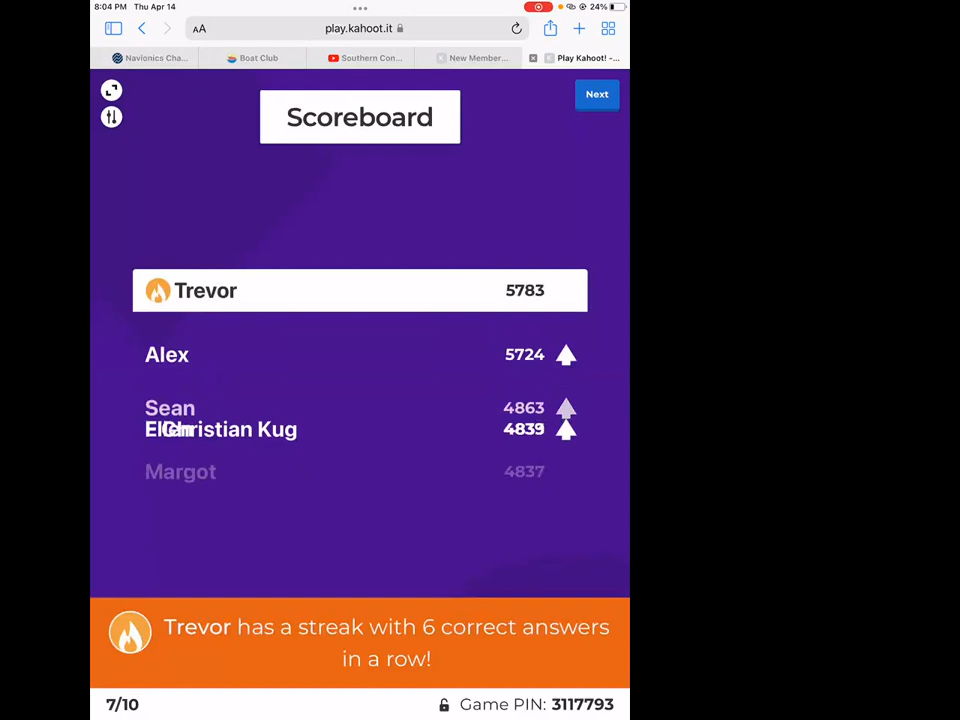 8:04 PM Thu Apr 14
24%
AA
play.kahoot.it
Navionics Cha...
Boat Club
Southern Con...
New Member...
Play Kahoot! -...
Scoreboard
Next
Trevor 5783
Alex 5724
Sean 4863
Christian Kug 4839
Margot 4837
Trevor has a streak with 6 correct answers
in a row!
7/10
Game PIN: 3117793